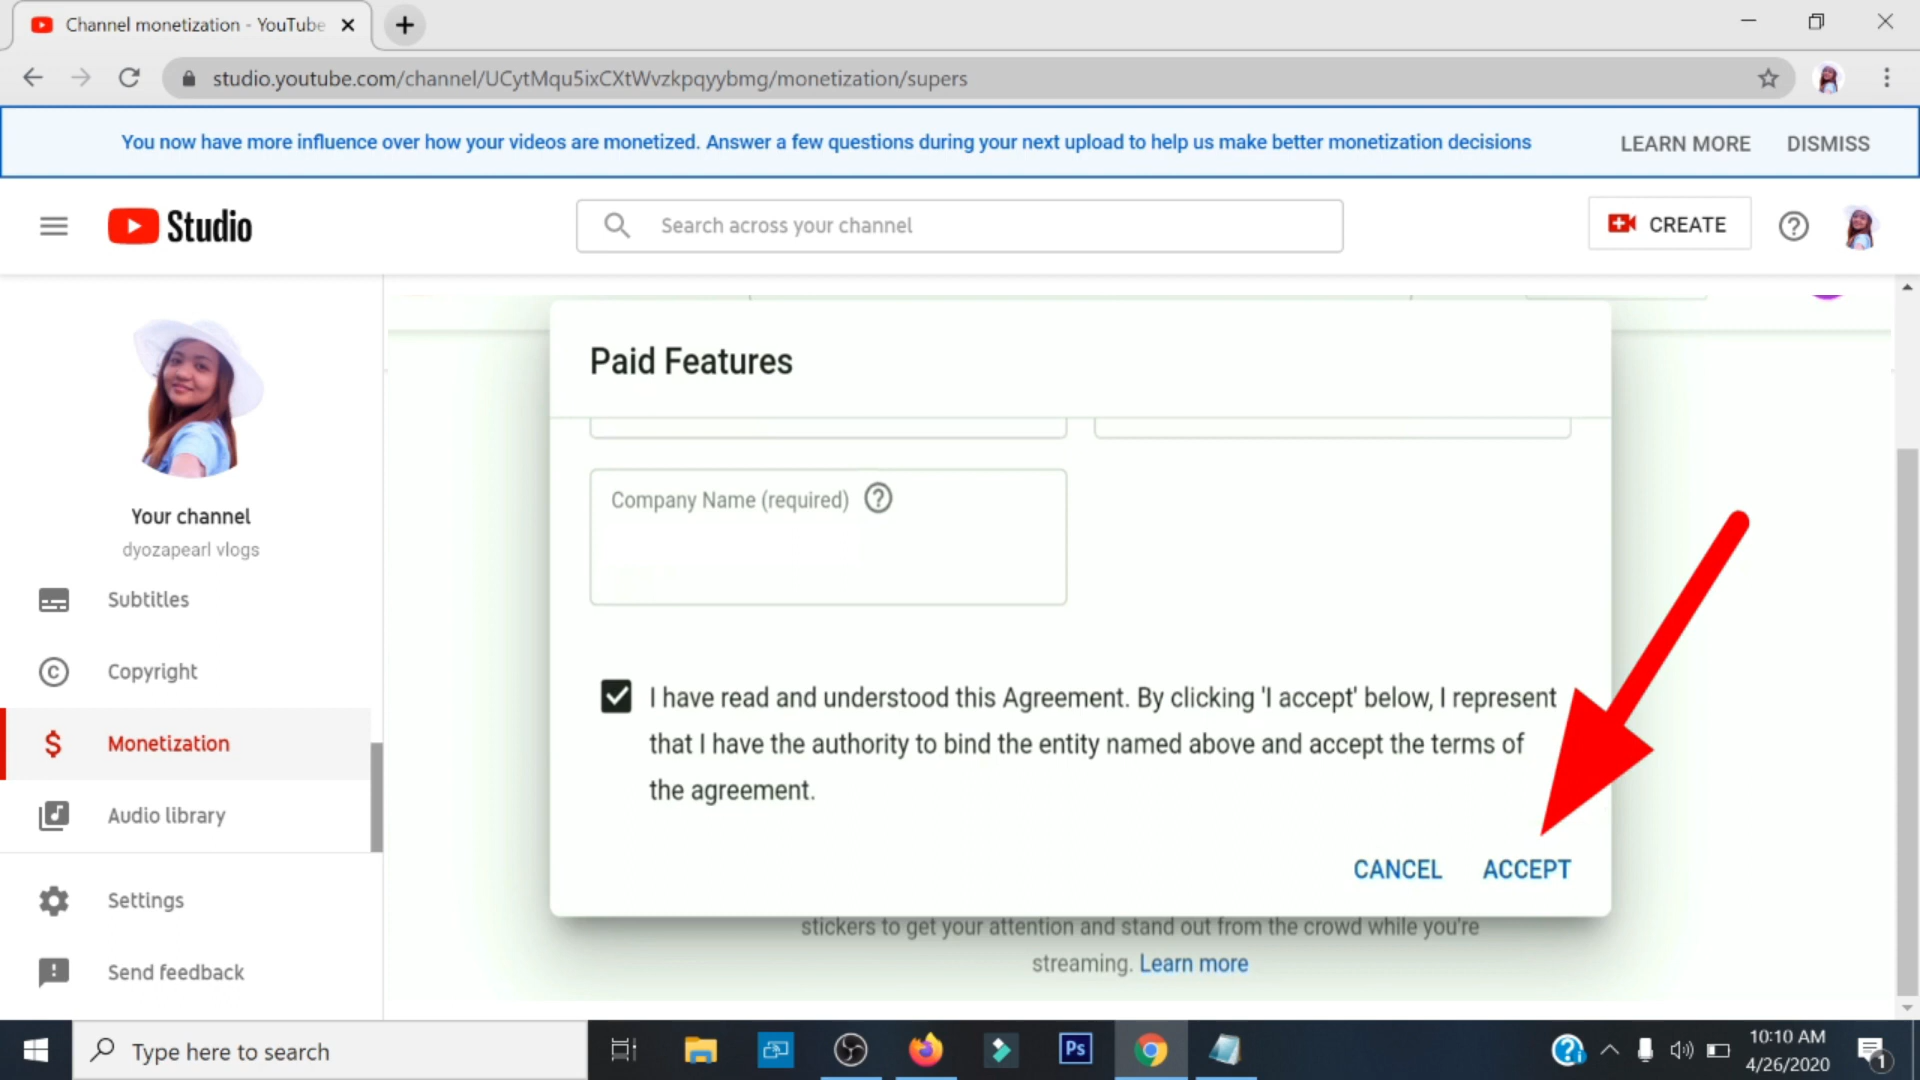 Channel monetization - YouTube
studio.youtube.com/channel/UCytMqu5ixCXtWvzkpqyybmg/monetization/supers
You now have more influence over how your videos are monetized. Answer a few questions during your next upload to help us make better monetization decisions
LEARN MORE
DISMISS
Studio
Search across your channel
CREATE
Your channel
dyozapearl vlogs
Subtitles
Copyright
Monetization
Audio library
Settings
Send feedback
Paid Features
Company Name (required)
I have read and understood this Agreement. By clicking 'I accept' below, I represent
that I have the authority to bind the entity named above and accept the terms of
the agreement.
CANCEL
ACCEPT
stickers to get your attention and stand out from the crowd while you're
streaming. Learn more
Type here to search
Ps
10:10 AM
4/26/2020
1